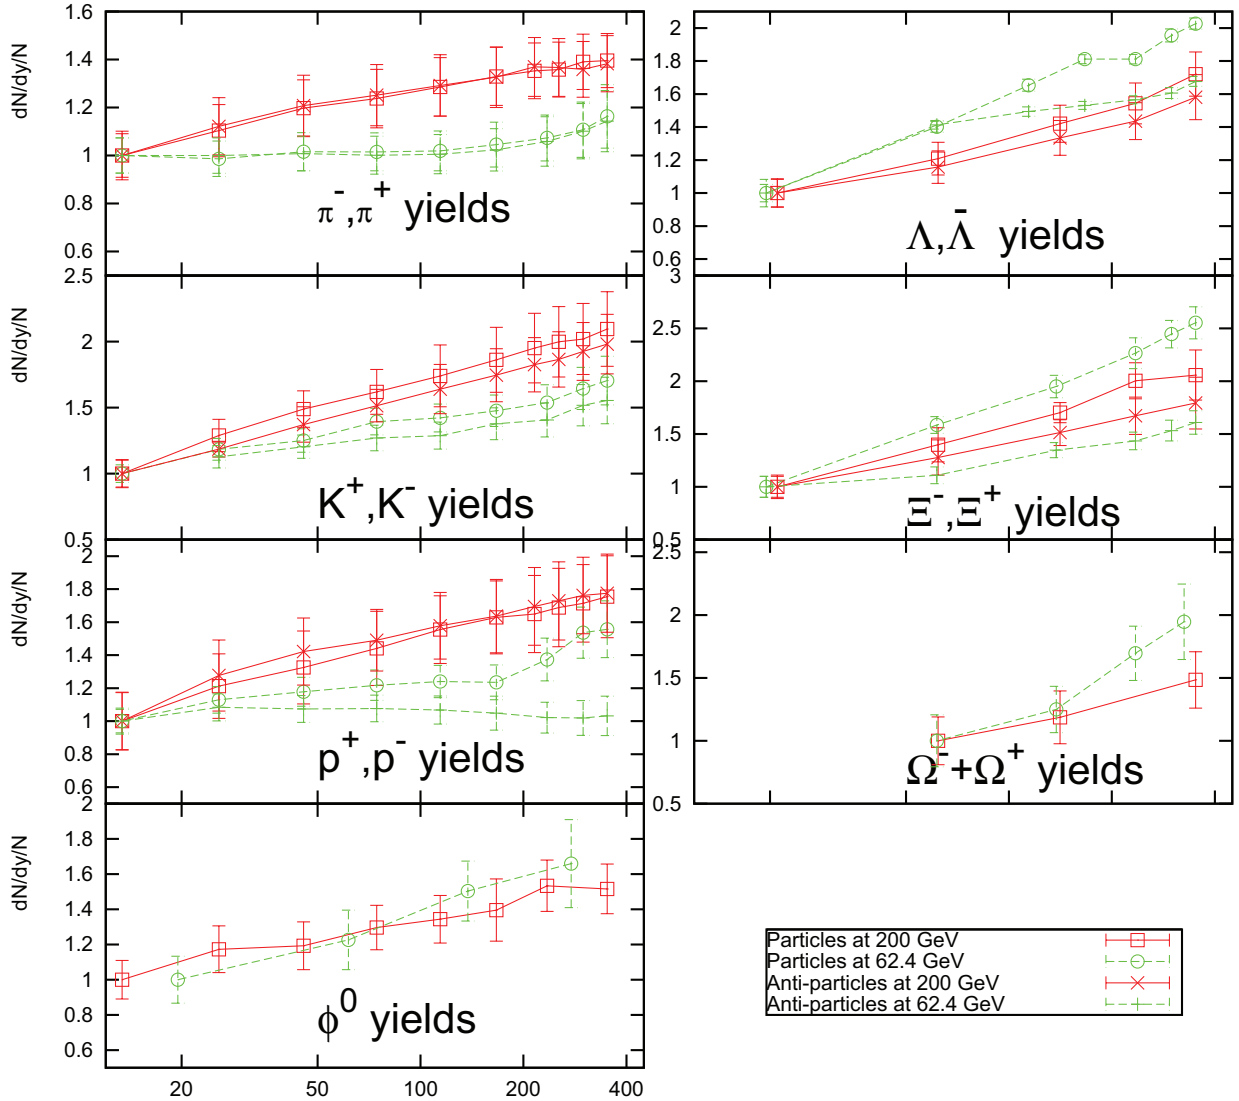 dN/dy/N
1.6
1.4
1.2
1
0.8
0.6
π⁻,π⁺ yields
2
1.8
1.6
1.4
1.2
1
0.8
0.6
Λ,Λ̄ yields
dN/dy/N
2.5
2
1.5
1
0.5
K⁺,K⁻ yields
3
2.5
2
1.5
1
0.5
Ξ⁻,Ξ⁺ yields
dN/dy/N
2
1.8
1.6
1.4
1.2
1
0.8
0.6
p⁺,p⁻ yields
2.5
2
1.5
1
0.5
Ω⁻+Ω⁺ yields
dN/dy/N
2
1.8
1.6
1.4
1.2
1
0.8
0.6
ϕ⁰ yields
20 50 100 200 400
Particles at 200 GeV
Particles at 62.4 GeV
Anti-particles at 200 GeV
Anti-particles at 62.4 GeV